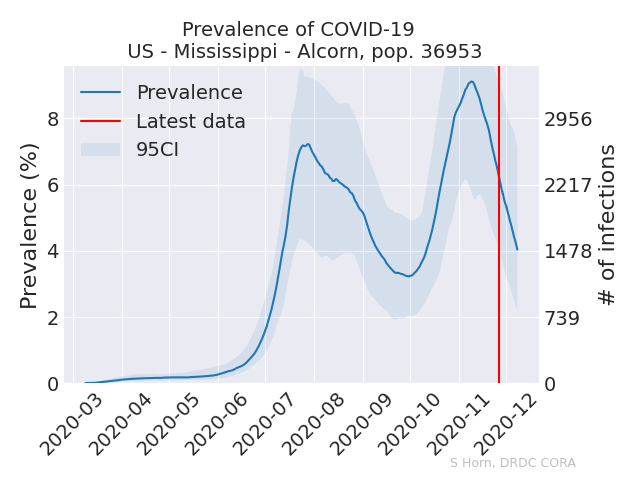 Prevalence of COVID-19
US - Mississippi - Alcorn, pop. 36953
Prevalence
Latest data
95CI
Prevalence (%)
8
6
4
2
0
2956
2217
1478
739
0
# of infections
2020-03
2020-04
2020-05
2020-06
2020-07
2020-08
2020-09
2020-10
2020-11
2020-12
S Horn, DRDC CORA